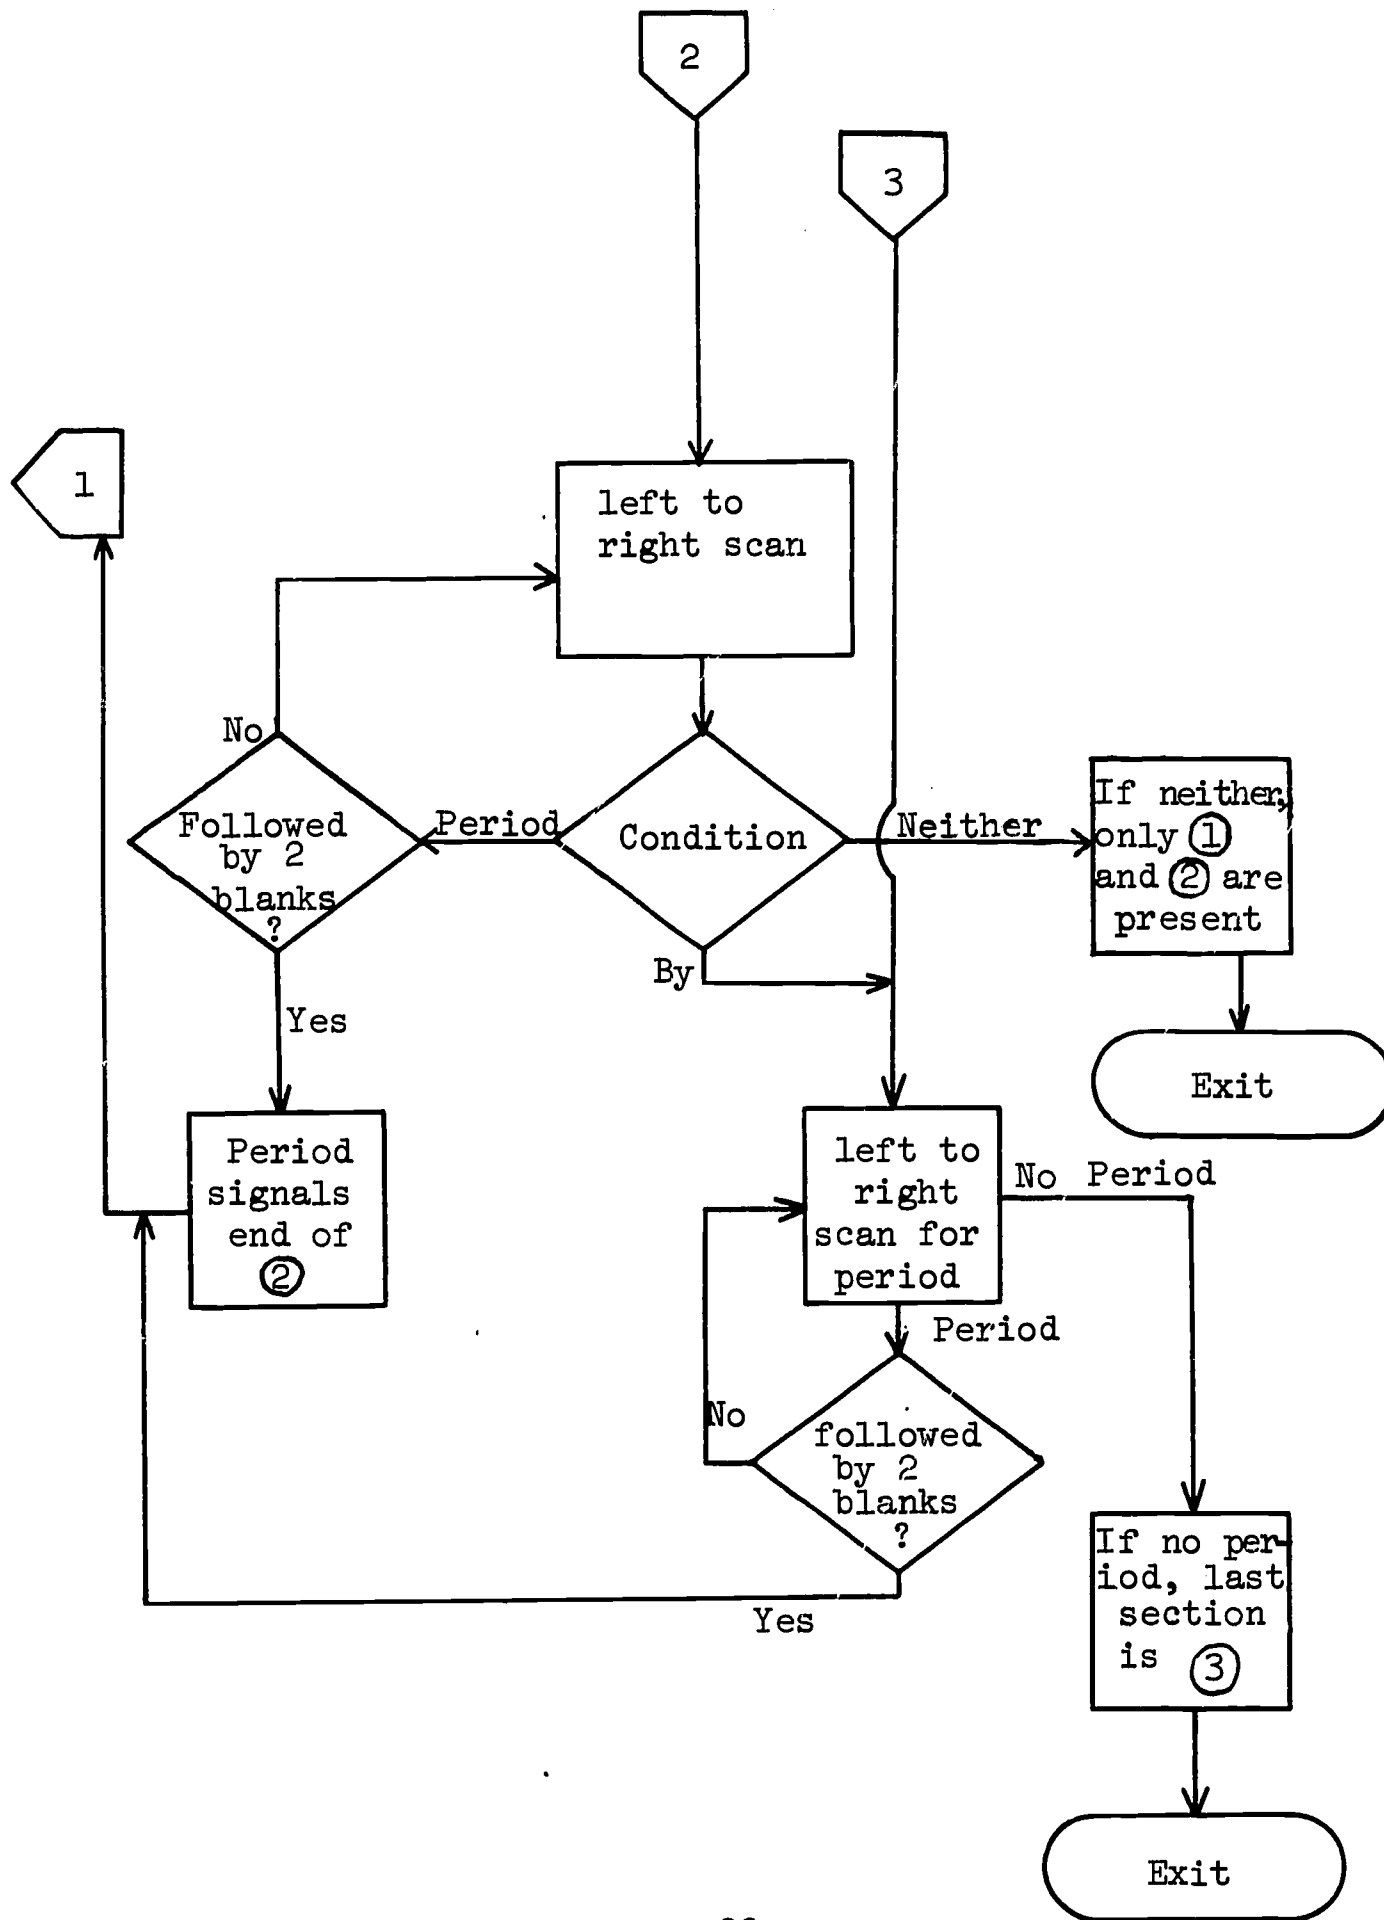 2
3
1
left to
right scan
No
Followed
by 2
blanks
?
Period
Condition
Neither
If neither,
only ①
and ② are
present
By
Yes
Exit
Period
signals
end of
②
left to
right
scan for
period
No Period
Period
No
followed
by 2
blanks
?
Yes
If no per-
iod, last
section
is ③
Exit